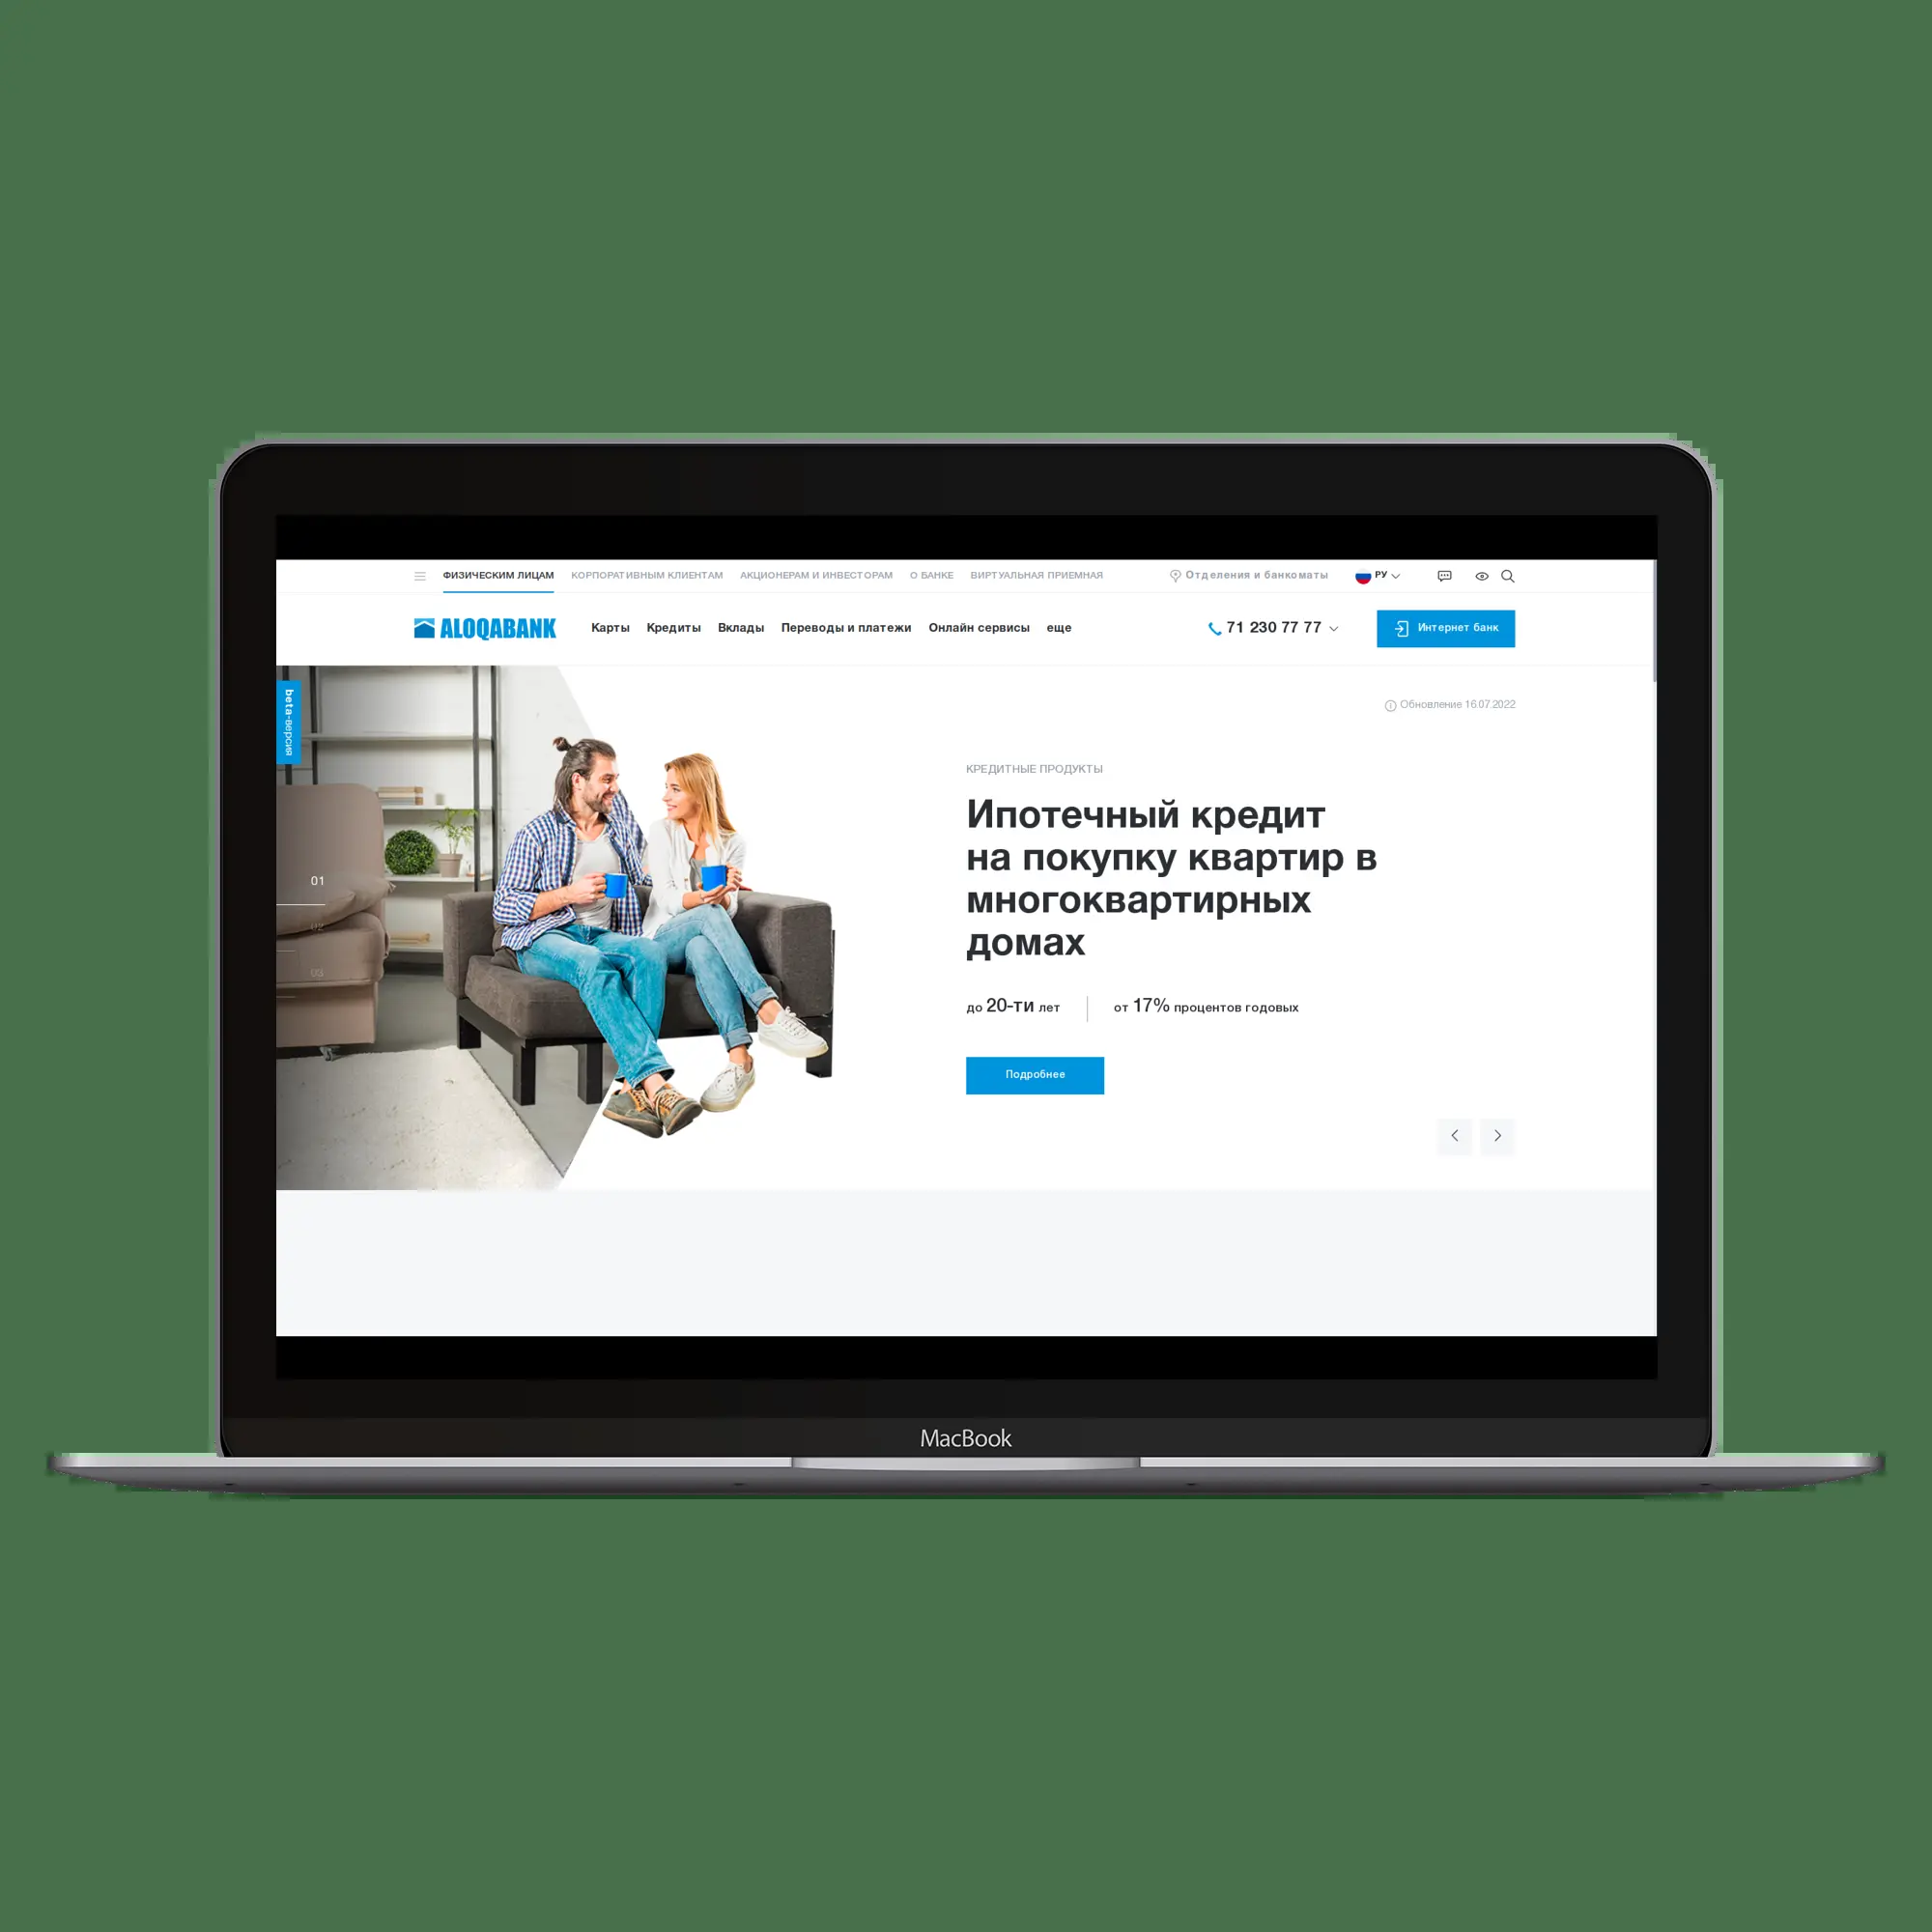 ФИЗИЧЕСКИМ ЛИЦАМ КОРПОРАТИВНЫМ КЛИЕНТАМ АКЦИОНЕРАМ И ИНВЕСТОРАМ О БАНКЕ ВИРТУАЛЬНАЯ ПРИЕМНАЯ Отделения и банкоматы РУ
ALOQABANK Карты Кредиты Вклады Переводы и платежи Онлайн сервисы еще 71 230 77 77 Интернет банк
beta-версия
Обновление 16.07.2022
КРЕДИТНЫЕ ПРОДУКТЫ
Ипотечный кредит
на покупку квартир в
многоквартирных
домах
01
02
03
до 20-ти лет от 17% процентов годовых
Подробнее
MacBook